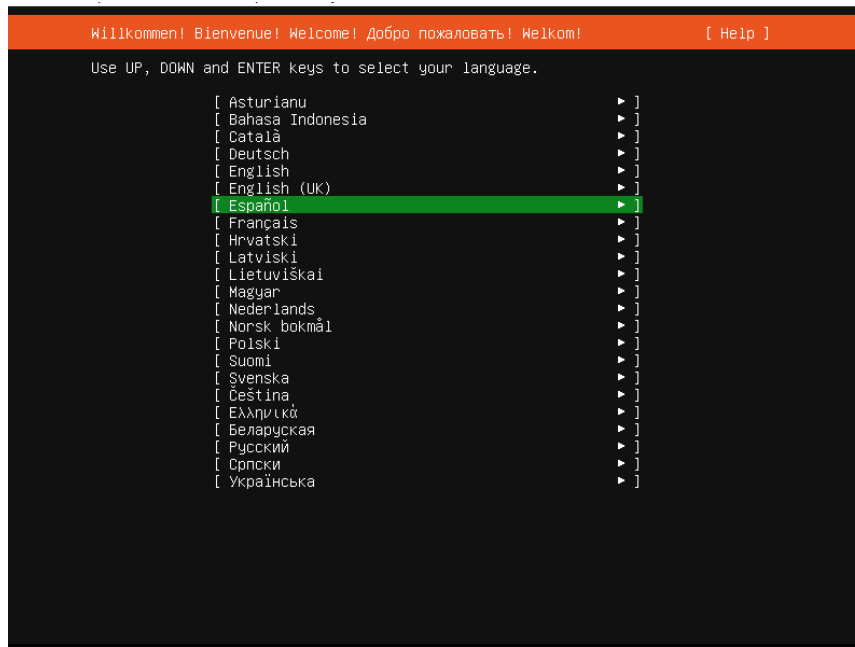 Willkommen! Bienvenue! Welcome! Добро пожаловать! Welkom! [ Help ]
Use UP, DOWN and ENTER keys to select your language.
[ Asturianu ► ]
[ Bahasa Indonesia ► ]
[ Català ► ]
[ Deutsch ► ]
[ English ► ]
[ English (UK) ► ]
[ Español ► ]
[ Français ► ]
[ Hrvatski ► ]
[ Latviski ► ]
[ Lietuviškai ► ]
[ Magyar ► ]
[ Nederlands ► ]
[ Norsk bokmål ► ]
[ Polski ► ]
[ Suomi ► ]
[ Svenska ► ]
[ Čeština ► ]
[ Ελληνικά ► ]
[ Беларуская ► ]
[ Русский ► ]
[ Српски ► ]
[ Українська ► ]